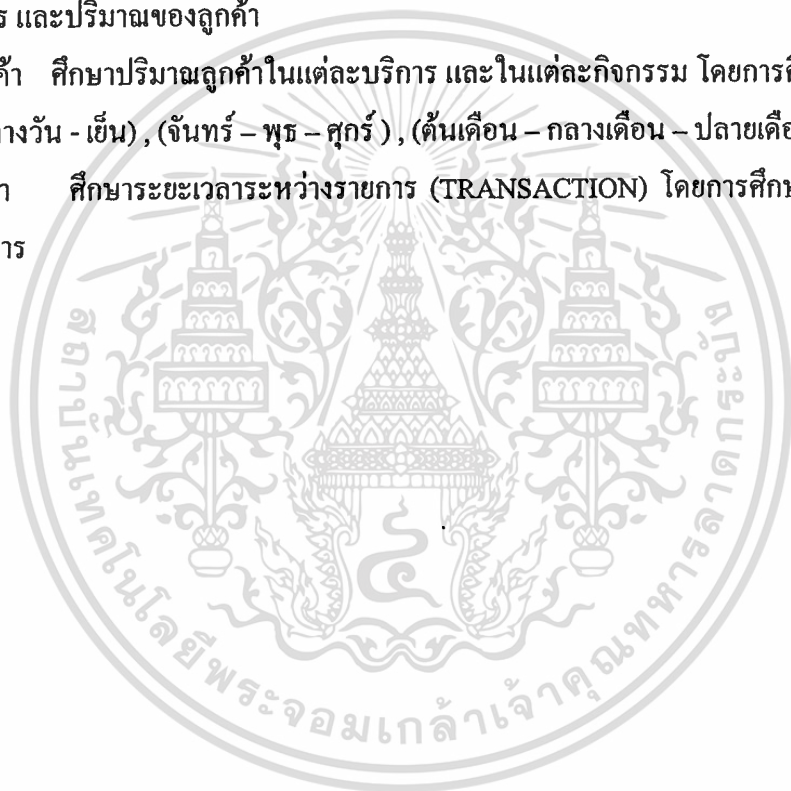 ร และปริมาณของลูกค้า
ค้า ศึกษาปริมาณลูกค้าในแต่ละบริการ และในแต่ละกิจกรรม โดยการศึ
างวัน - เย็น) , (จันทร์ – พุธ – ศุกร์ ) , (ต้นเดือน – กลางเดือน – ปลายเดือ
า ศึกษาระยะเวลาระหว่างรายการ (TRANSACTION) โดยการศึกษ
าร
สถาบันเทคโนโลยีพระจอมเกล้าเจ้าคุณทหารลาดกระบัง